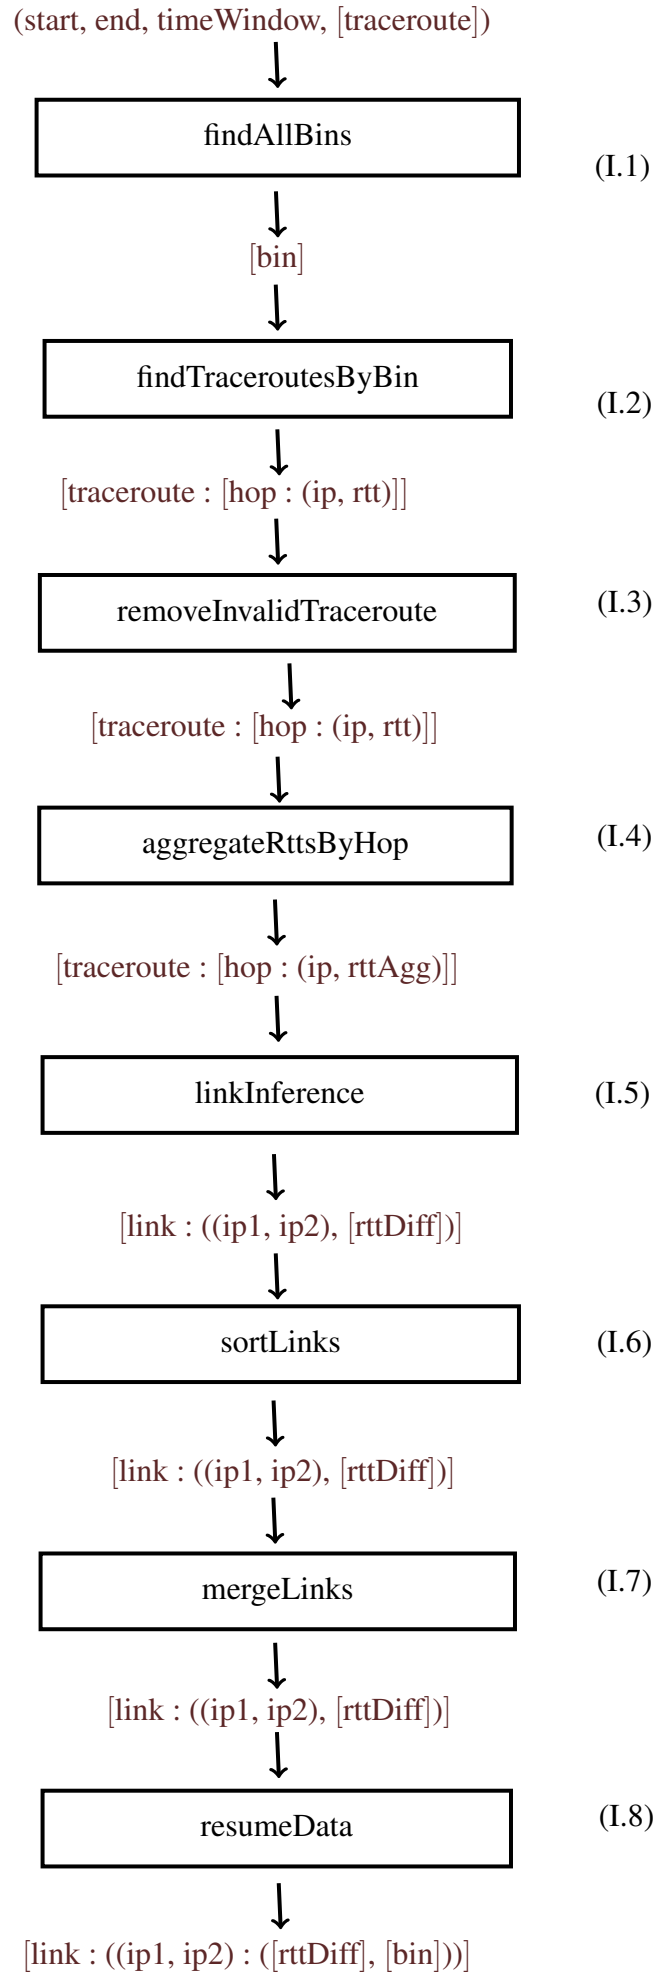 (start, end, timeWindow, [traceroute])
findAllBins
(I.1)
[bin]
findTraceroutesByBin
(I.2)
[traceroute : [hop : (ip, rtt)]]
removeInvalidTraceroute
(I.3)
[traceroute : [hop : (ip, rtt)]]
aggregateRttsByHop
(I.4)
[traceroute : [hop : (ip, rttAgg)]]
linkInference
(I.5)
[link : ((ip1, ip2), [rttDiff])]
sortLinks
(I.6)
[link : ((ip1, ip2), [rttDiff])]
mergeLinks
(I.7)
[link : ((ip1, ip2), [rttDiff])]
resumeData
(I.8)
[link : ((ip1, ip2) : ([rttDiff], [bin]))]